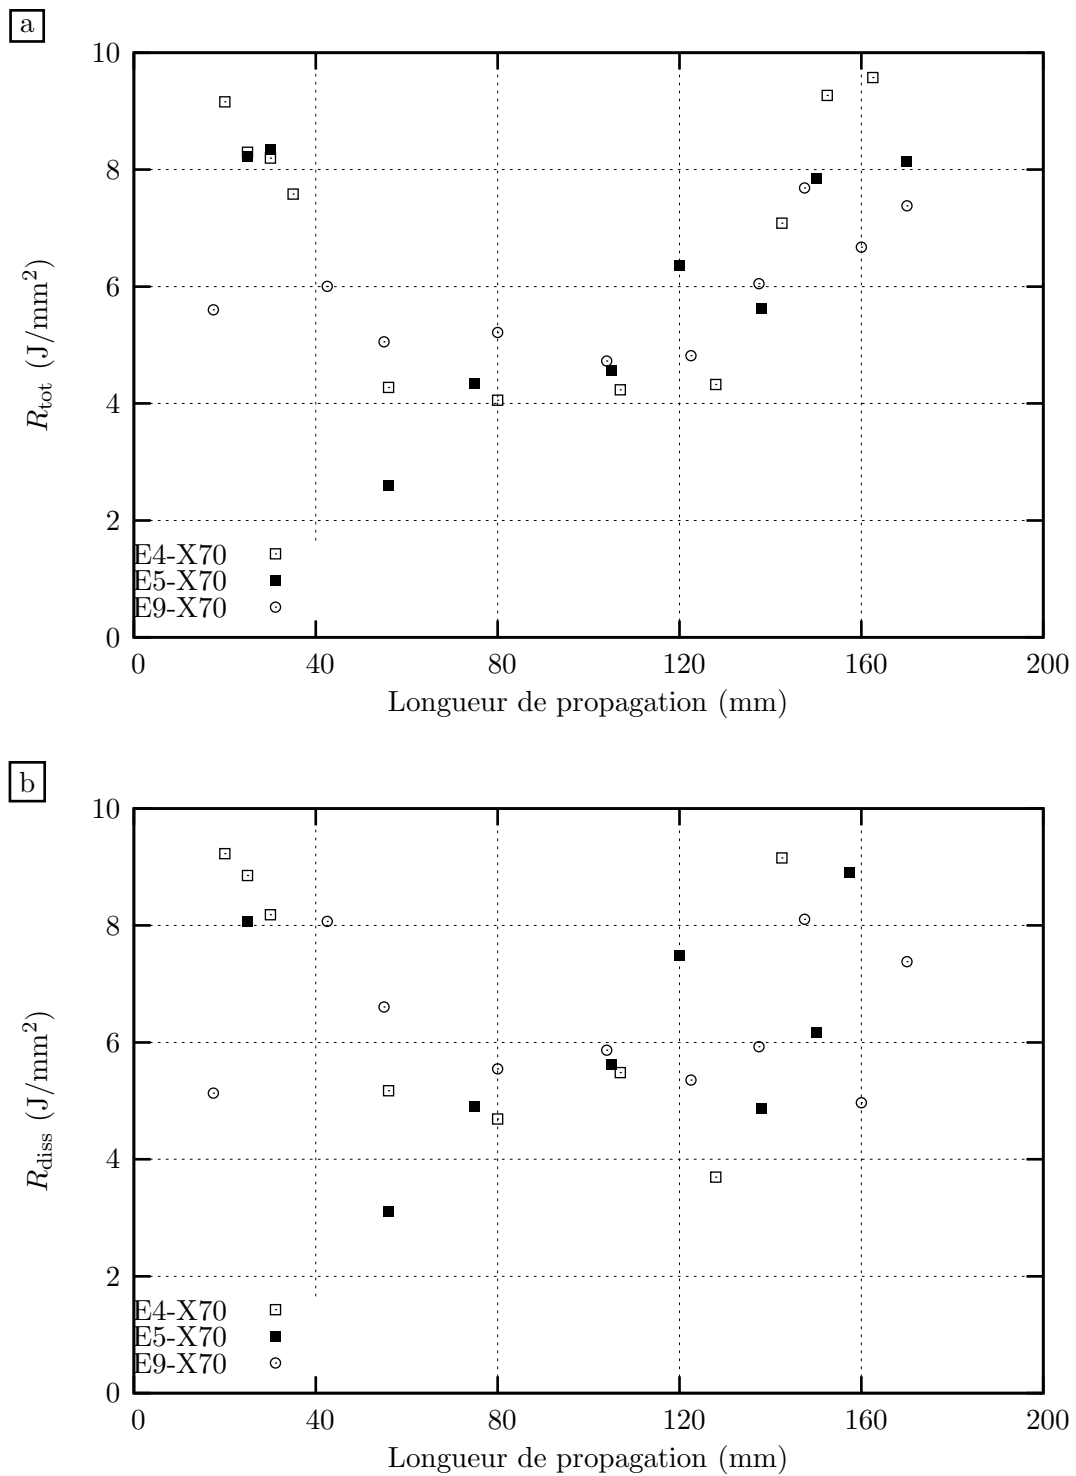 a
10
8
6
4
2
0
R_tot (J/mm²)
E4-X70
E5-X70
E9-X70
0 40 80 120 160 200
Longueur de propagation (mm)
b
10
8
6
4
2
0
R_diss (J/mm²)
E4-X70
E5-X70
E9-X70
0 40 80 120 160 200
Longueur de propagation (mm)